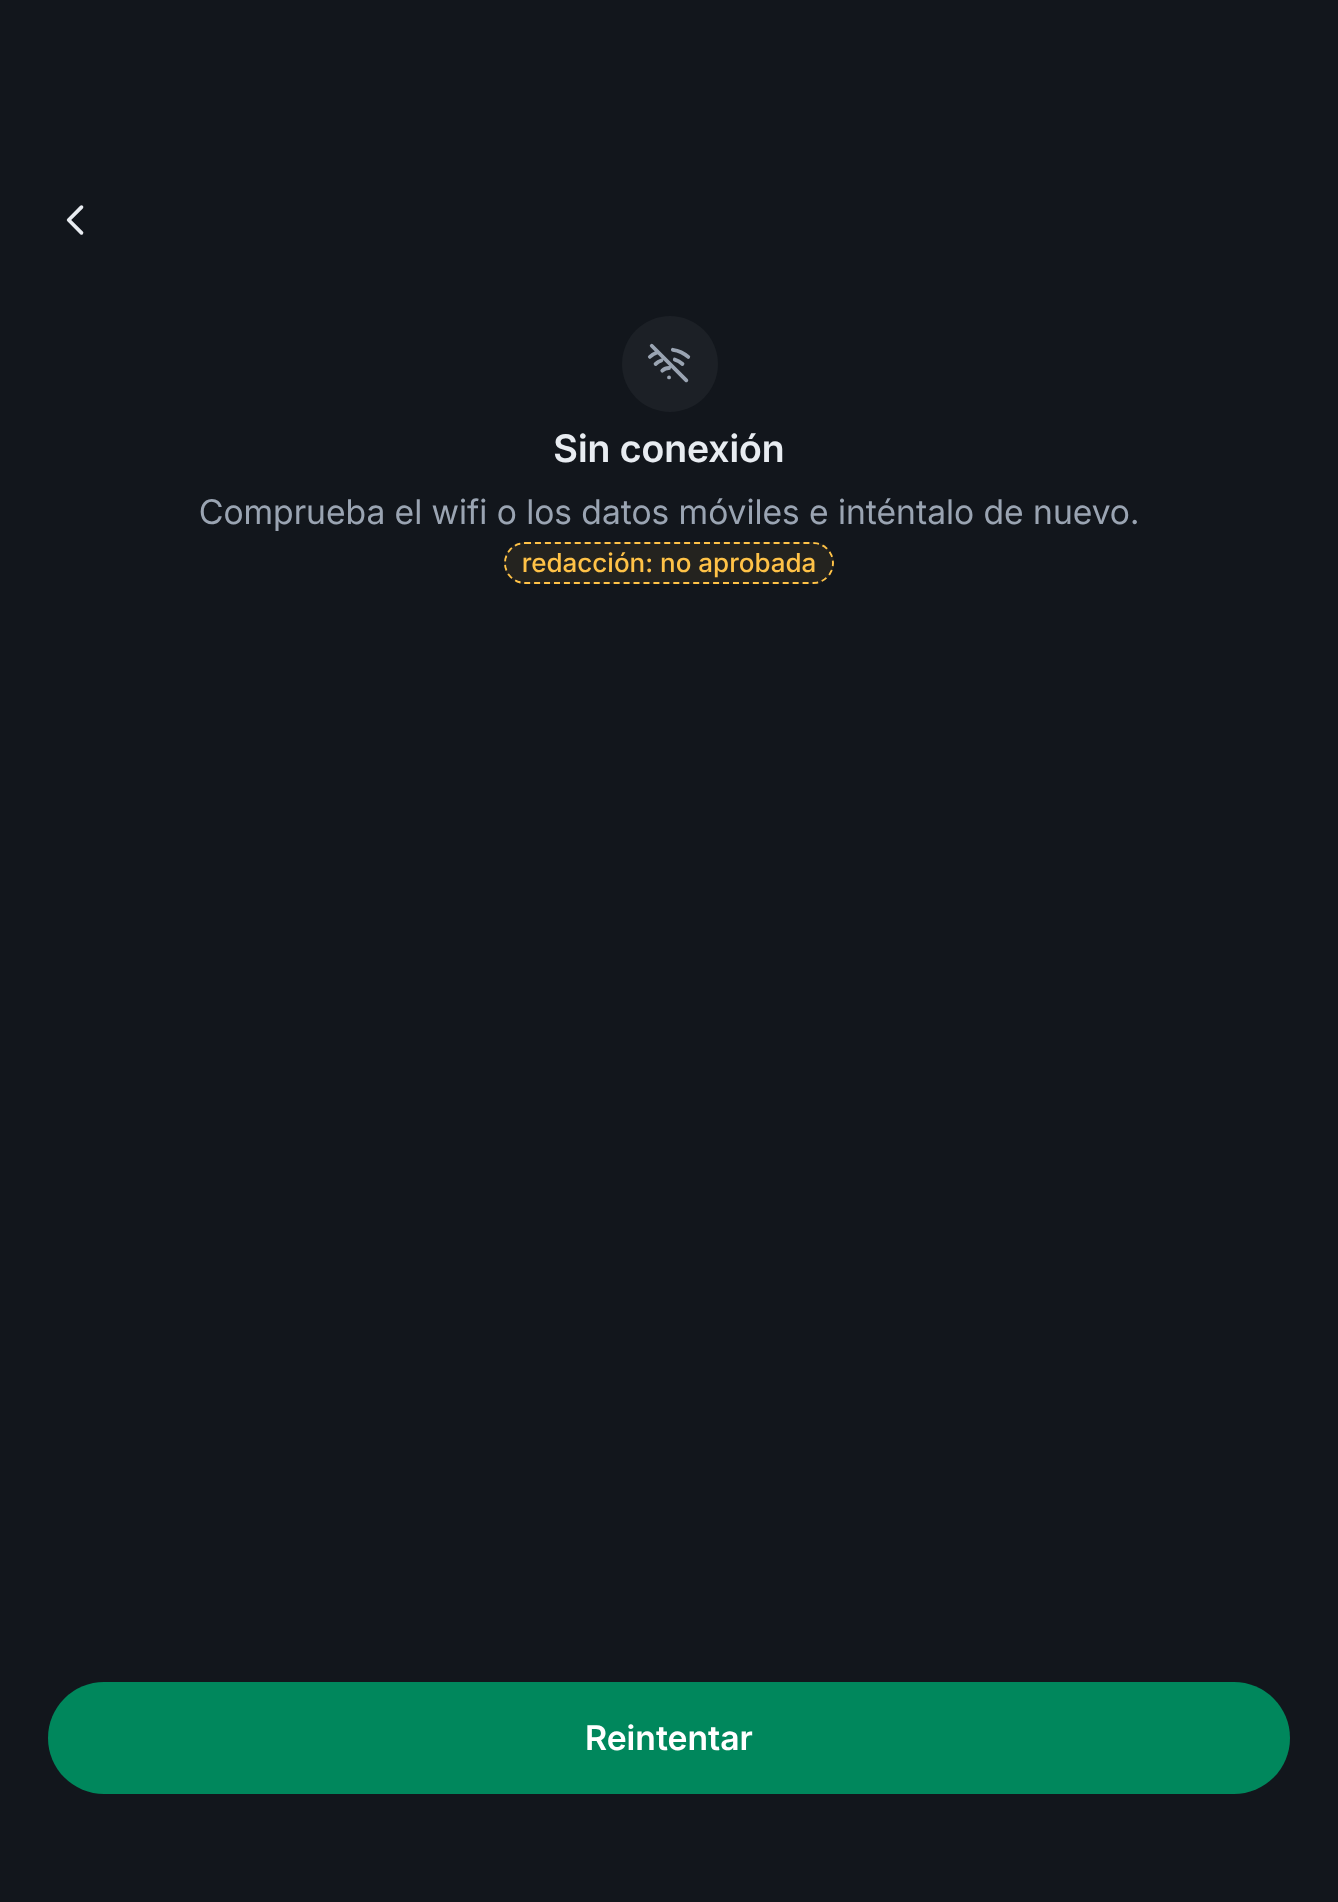 Sin conexión
Comprueba el wifi o los datos móviles e inténtalo de nuevo.
redacción: no aprobada
Reintentar